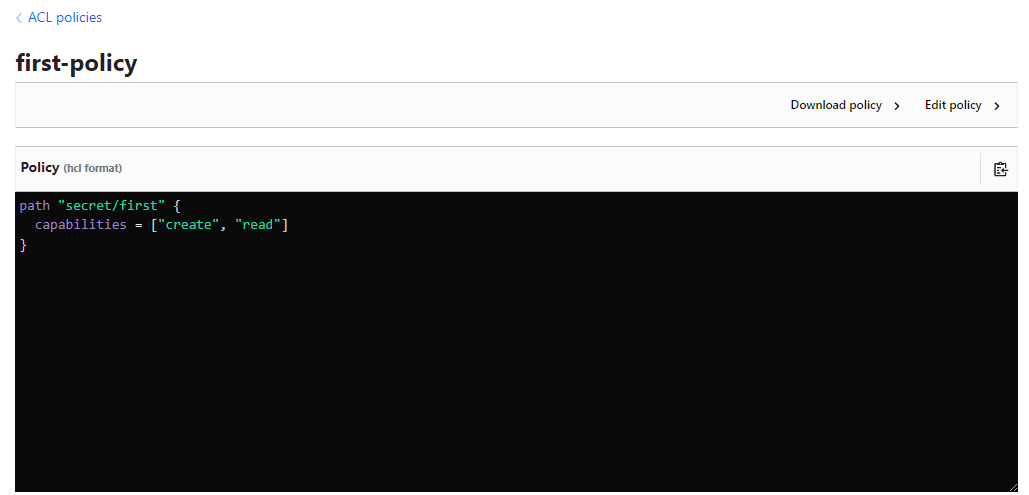 ACL policies
first-policy
Download policy
Edit policy
Policy (hcl format)
path "secret/first" {
  capabilities = ["create", "read"]
}